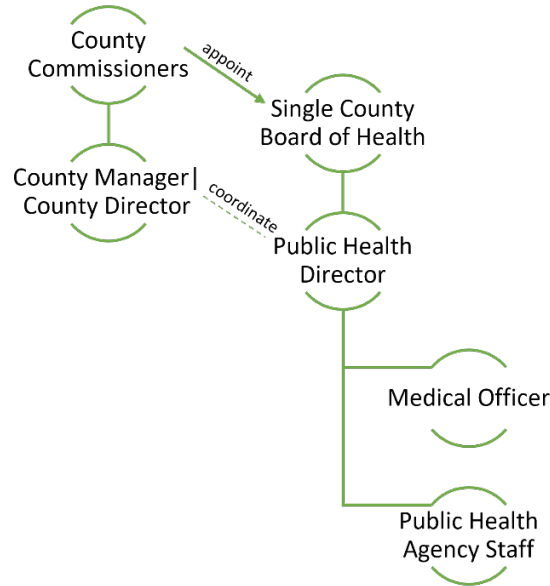 County
Commissioners
appoint
Single County
Board of Health
County Manager|
County Director
coordinate
Public Health
Director
Medical Officer
Public Health
Agency Staff